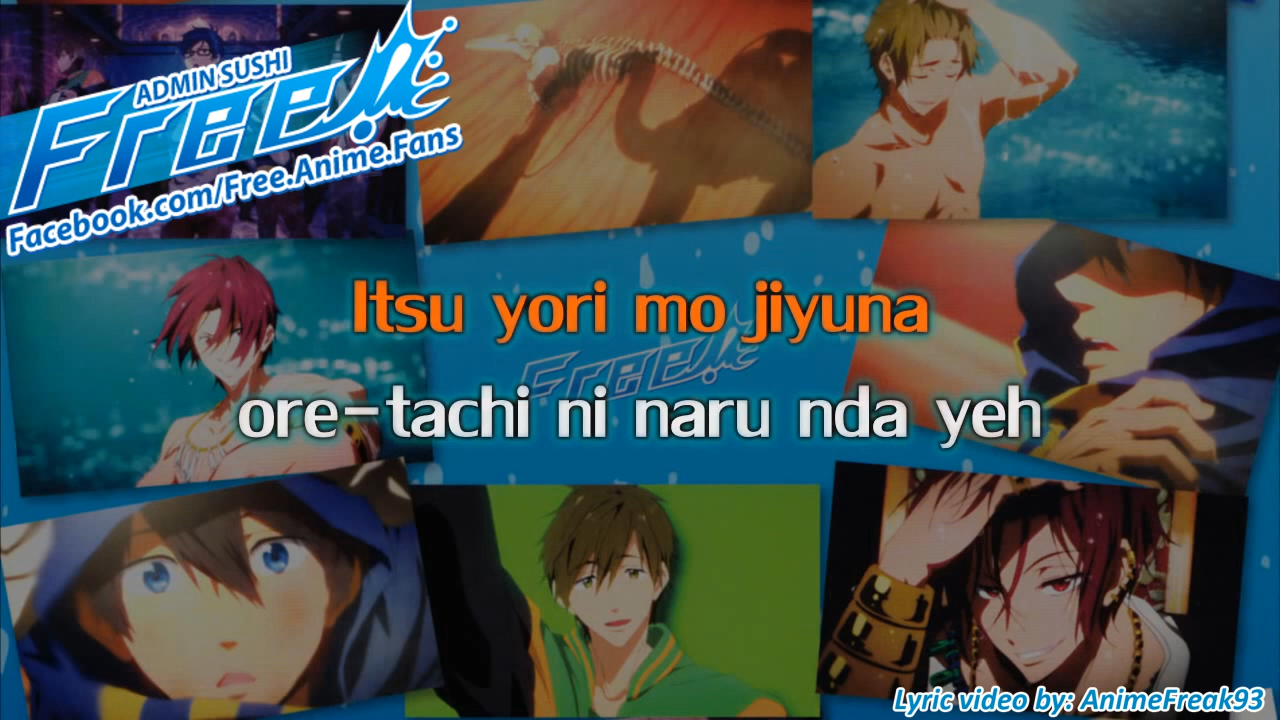 ADMIN SUSHI
Free!
Facebook.com/Free.Anime.Fans
Itsu yori mo jiyuna
Free!
ore-tachi ni naru nda yeh
Lyric video by: AnimeFreak93